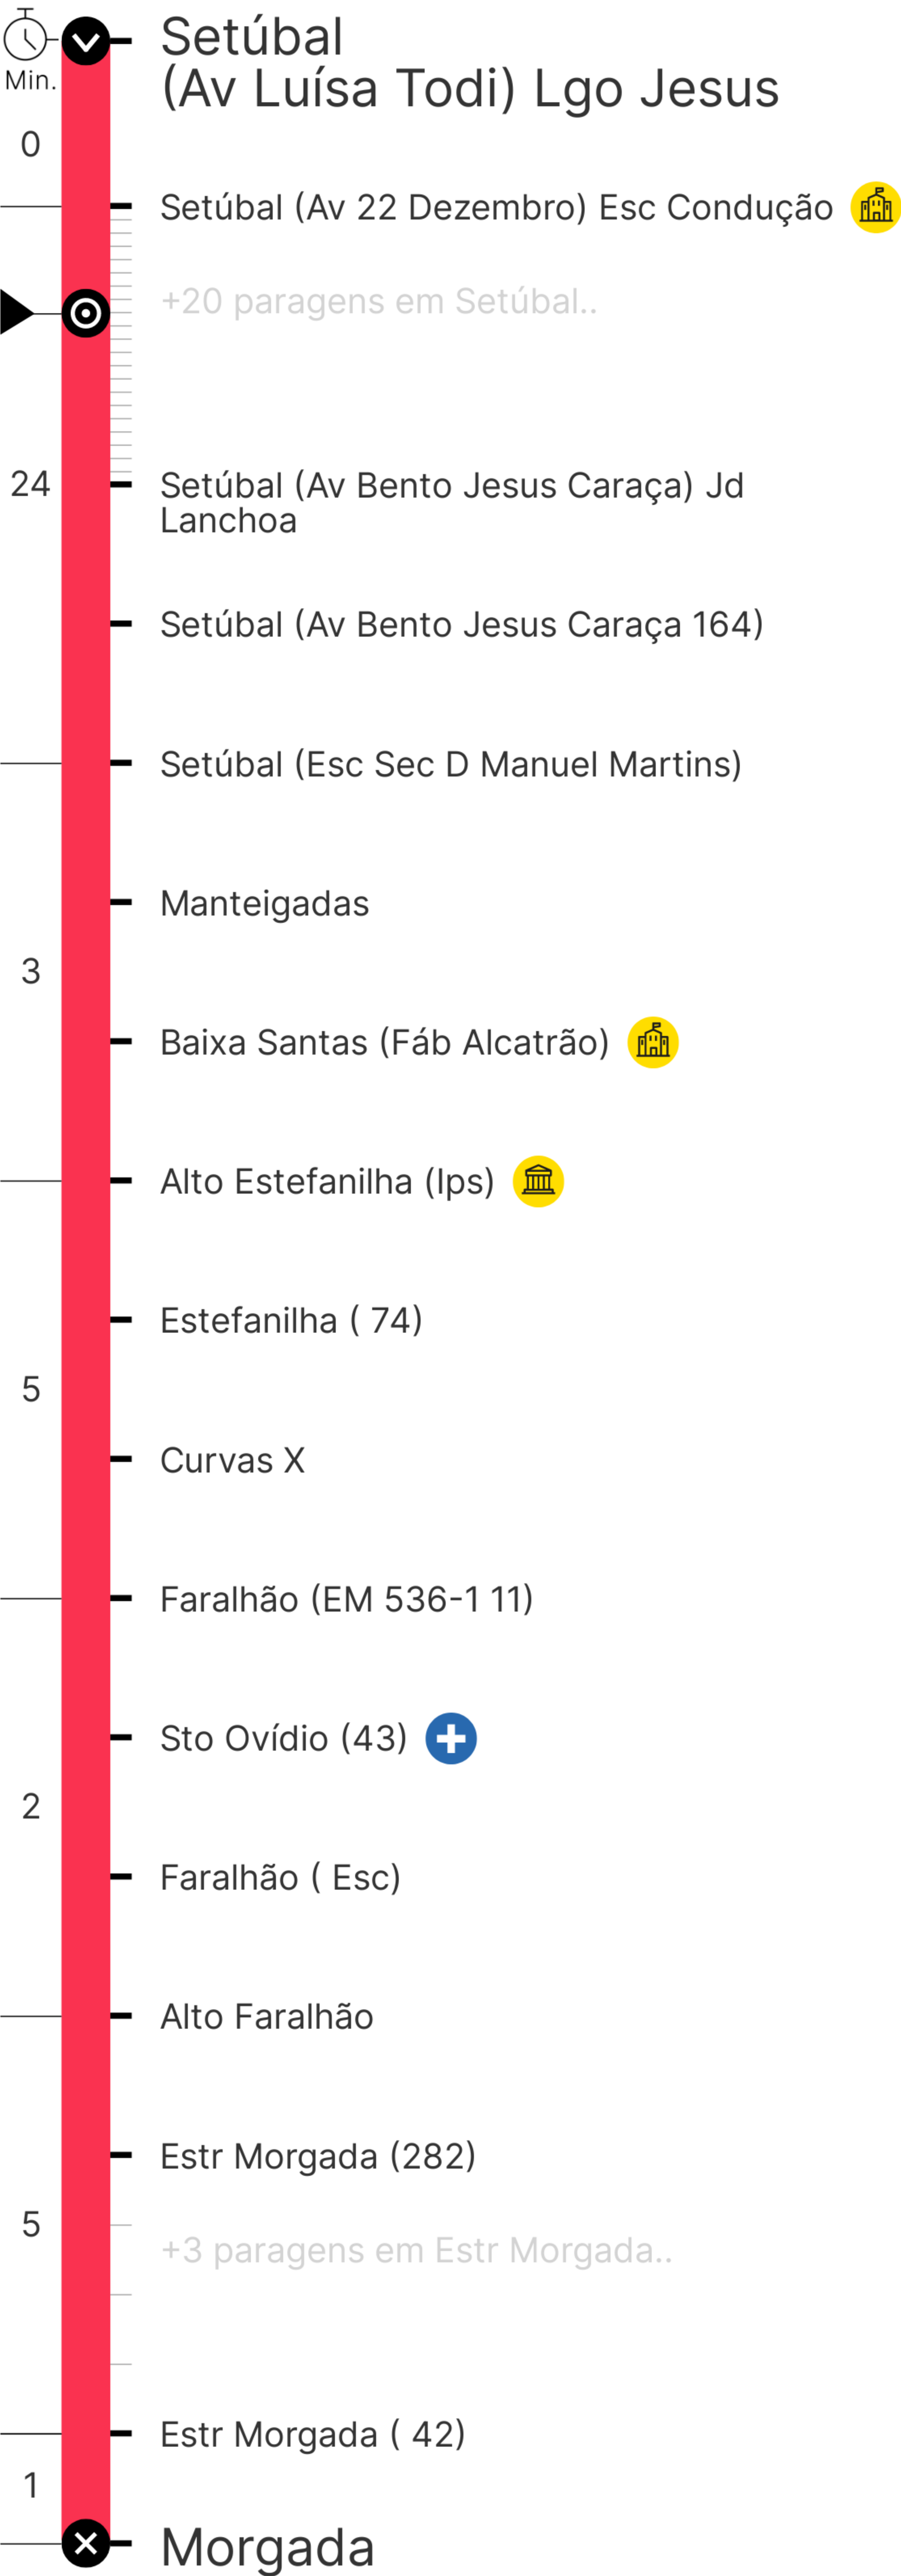 Setúbal
(Av Luísa Todi) Lgo Jesus
Min.
0
Setúbal (Av 22 Dezembro) Esc Condução
+20 paragens em Setúbal..
24
Setúbal (Av Bento Jesus Caraça) Jd
Lanchoa
Setúbal (Av Bento Jesus Caraça 164)
Setúbal (Esc Sec D Manuel Martins)
Manteigadas
3
Baixa Santas (Fáb Alcatrão)
Alto Estefanilha (Ips)
Estefanilha ( 74)
5
Curvas X
Faralhão (EM 536-1 11)
Sto Ovídio (43)
2
Faralhão ( Esc)
Alto Faralhão
Estr Morgada (282)
5
+3 paragens em Estr Morgada..
Estr Morgada ( 42)
1
Morgada